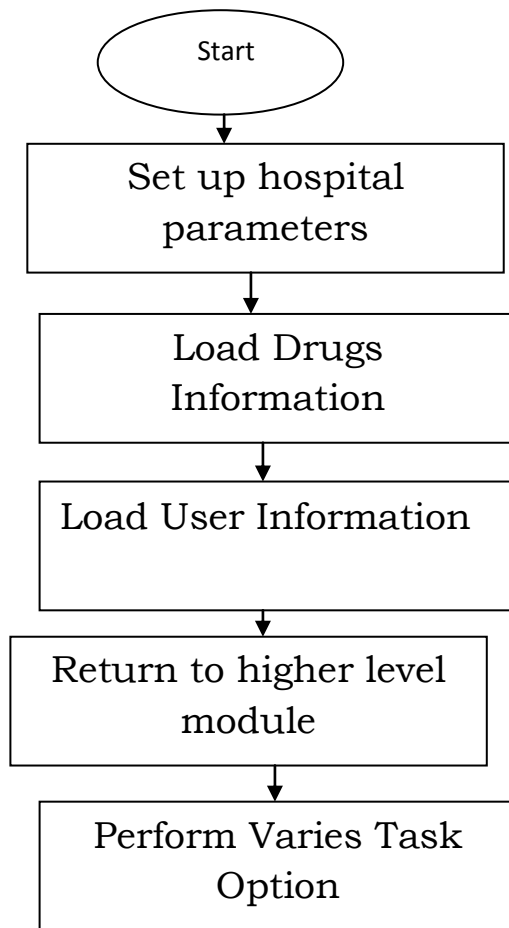 Start
Set up hospital
parameters
Load Drugs
Information
Load User Information
Return to higher level
module
Perform Varies Task
Option